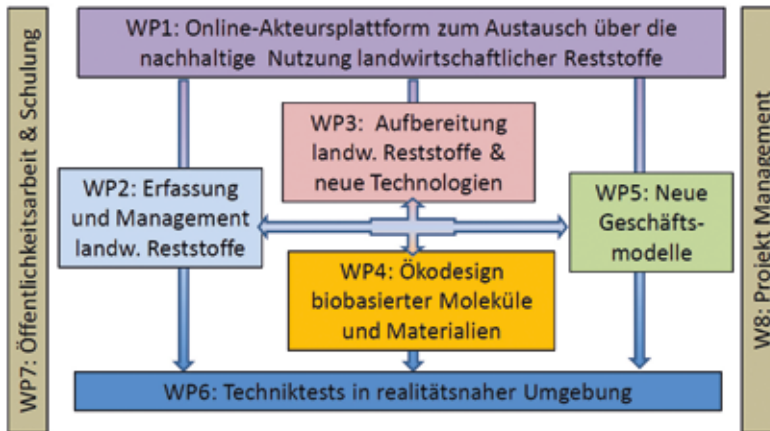 WP7: Öffentlichkeitsarbeit & Schulung
WP1: Online-Akteursplattform zum Austausch über die
nachhaltige Nutzung landwirtschaftlicher Reststoffe
WP3: Aufbereitung
landw. Reststoffe &
neue Technologien
WP2: Erfassung
und Management
landw. Reststoffe
WP5: Neue
Geschäfts-
modelle
WP4: Ökodesign
biobasierter Moleküle
und Materialien
WP6: Techniktests in realitätsnaher Umgebung
W8: Projekt Management